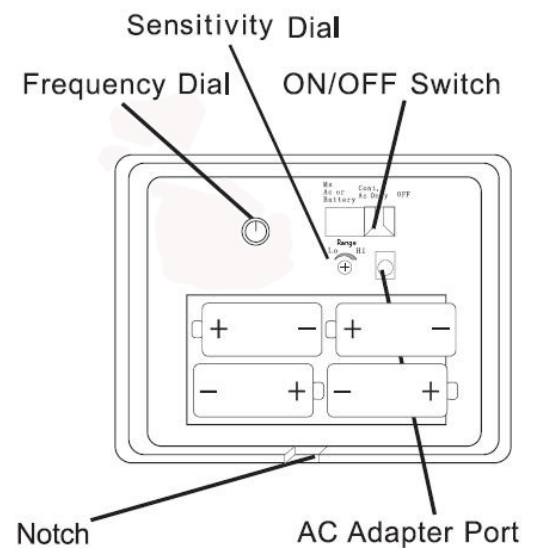 Sensitivity Dial
Frequency Dial
ON/OFF Switch
Ms
Ac or
Battery
Cont,
Ac Only
OFF
Range
Lo
Hi
+ −
+ −
− +
− +
Notch
AC Adapter Port